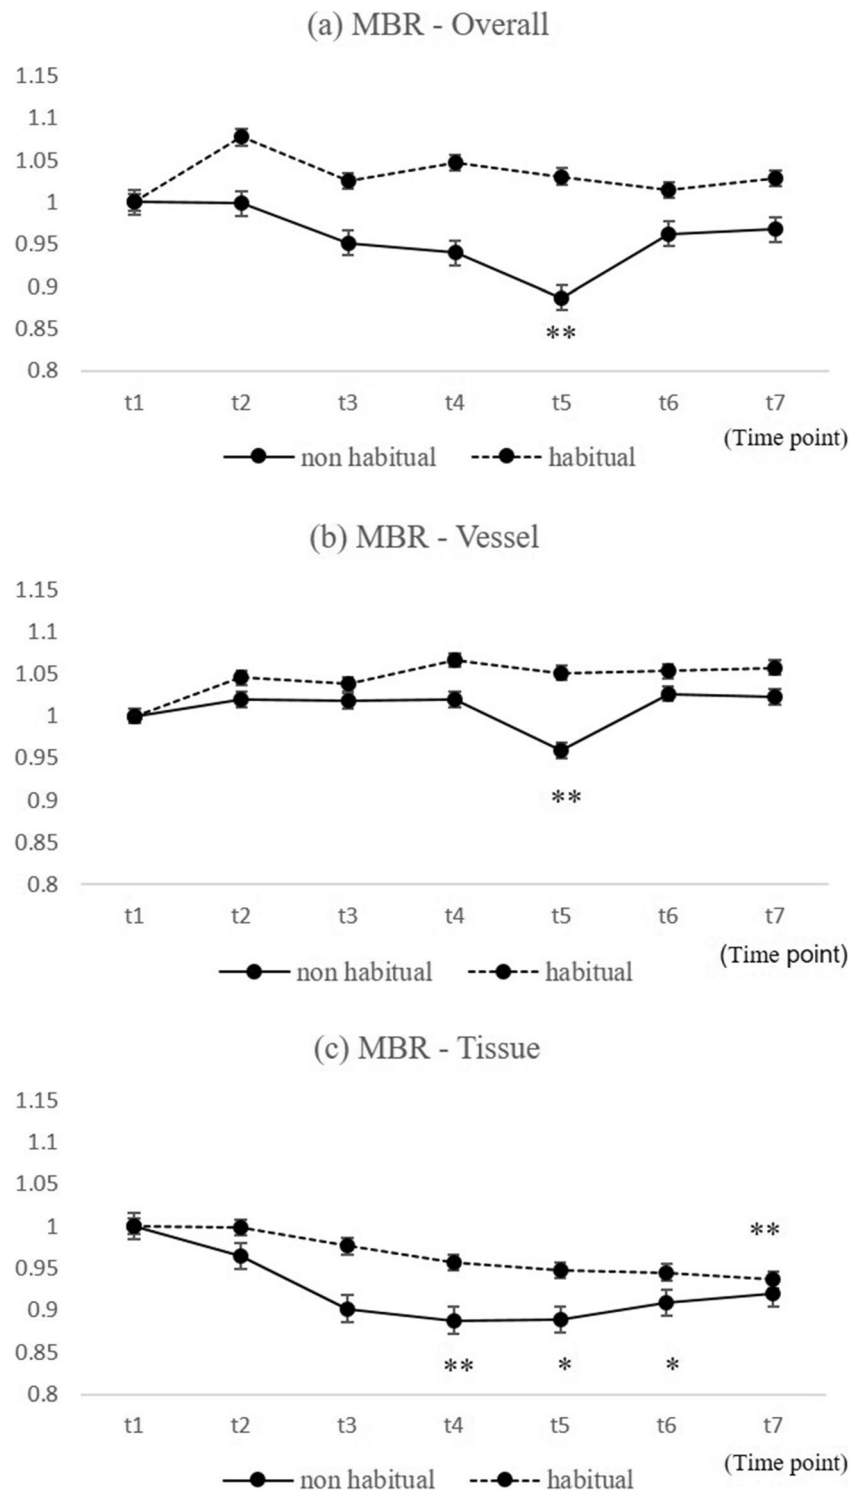 (a) MBR - Overall
1.15
1.1
1.05
1
0.95
0.9
0.85
**
0.8
t1 t2 t3 t4 t5 t6 t7
(Time point)
non habitual habitual
(b) MBR - Vessel
1.15
1.1
1.05
1
0.95
0.9
**
0.85
0.8
t1 t2 t3 t4 t5 t6 t7
(Time point)
non habitual habitual
(c) MBR - Tissue
1.15
1.1
1.05
1 **
0.95
0.9
0.85
** * *
0.8
t1 t2 t3 t4 t5 t6 t7
(Time point)
non habitual habitual